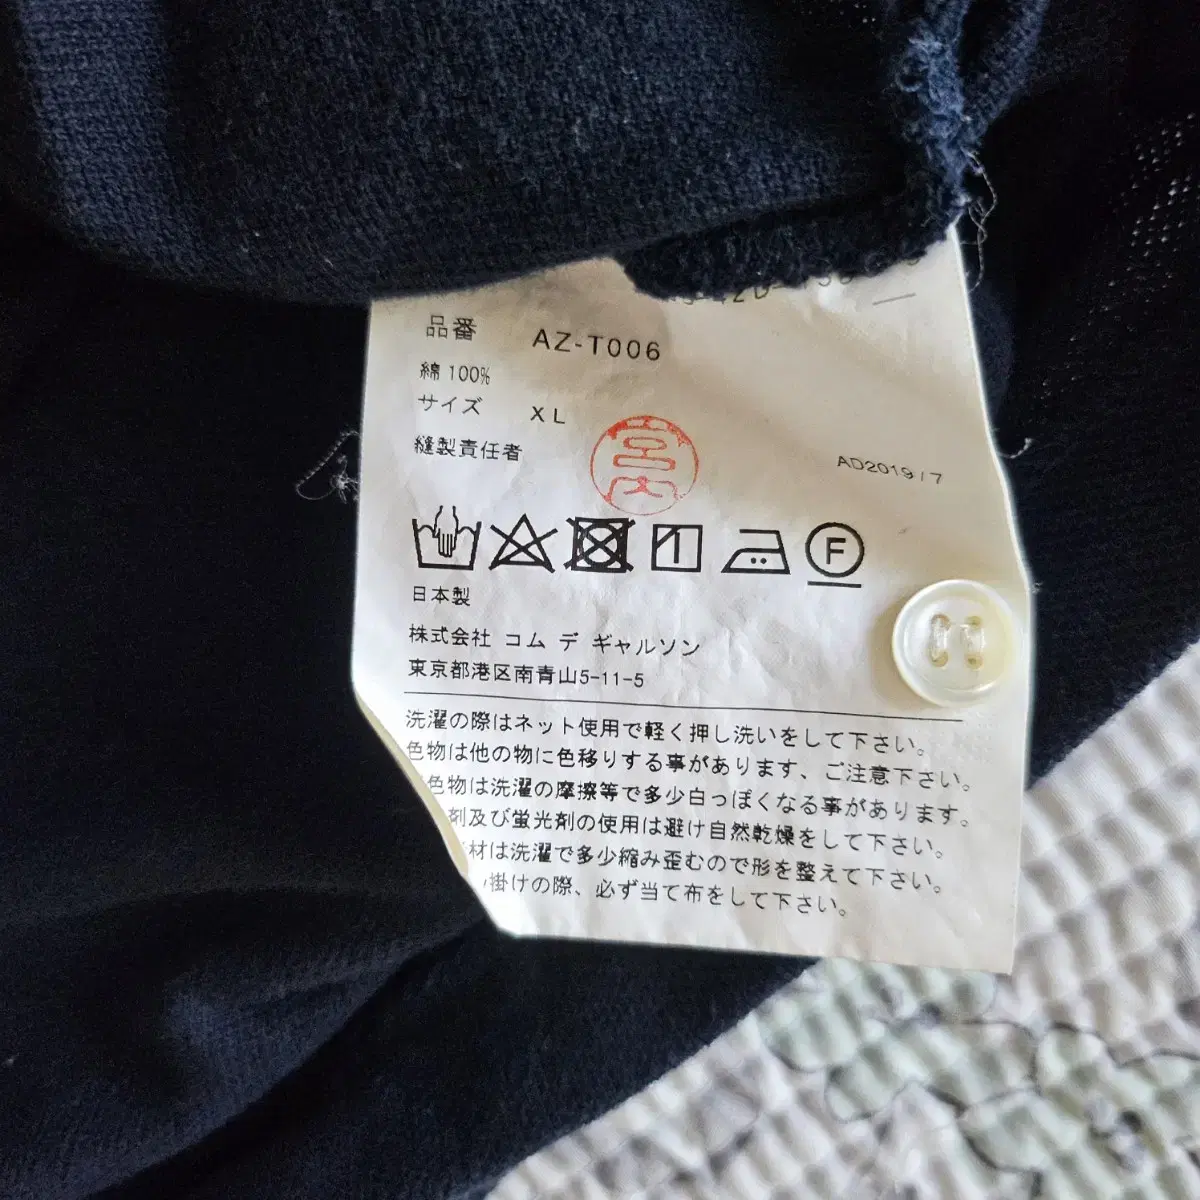 品番 AZ-T006
綿 100%
サイズ XL
縫製責任者 宮内
AD2019/7
F
日本製
株式会社 コム デ ギャルソン
東京都港区南青山5-11-5
洗濯の際はネット使用で軽く押し洗いをして下さい。
色物は他の物に色移りする事があります、ご注意下さい。
色物は洗濯の摩擦等で多少白っぽくなる事があります。
剤及び蛍光剤の使用は避け自然乾燥をして下さい。
材は洗濯で多少縮み歪むので形を整えて下さい。
掛けの際、必ず当て布をして下さい。